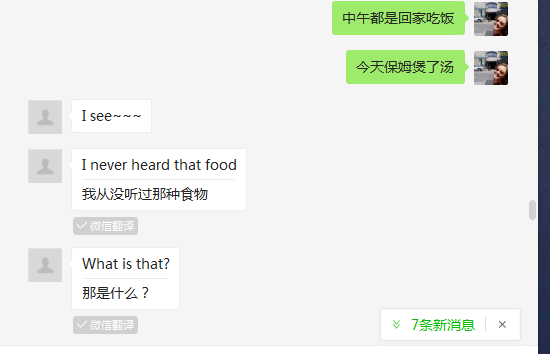 中午都是回家吃饭
今天保姆煲了汤
I see~~~
I never heard that food
我从没听过那种食物
微信翻译
What is that?
那是什么？
微信翻译
7条新消息